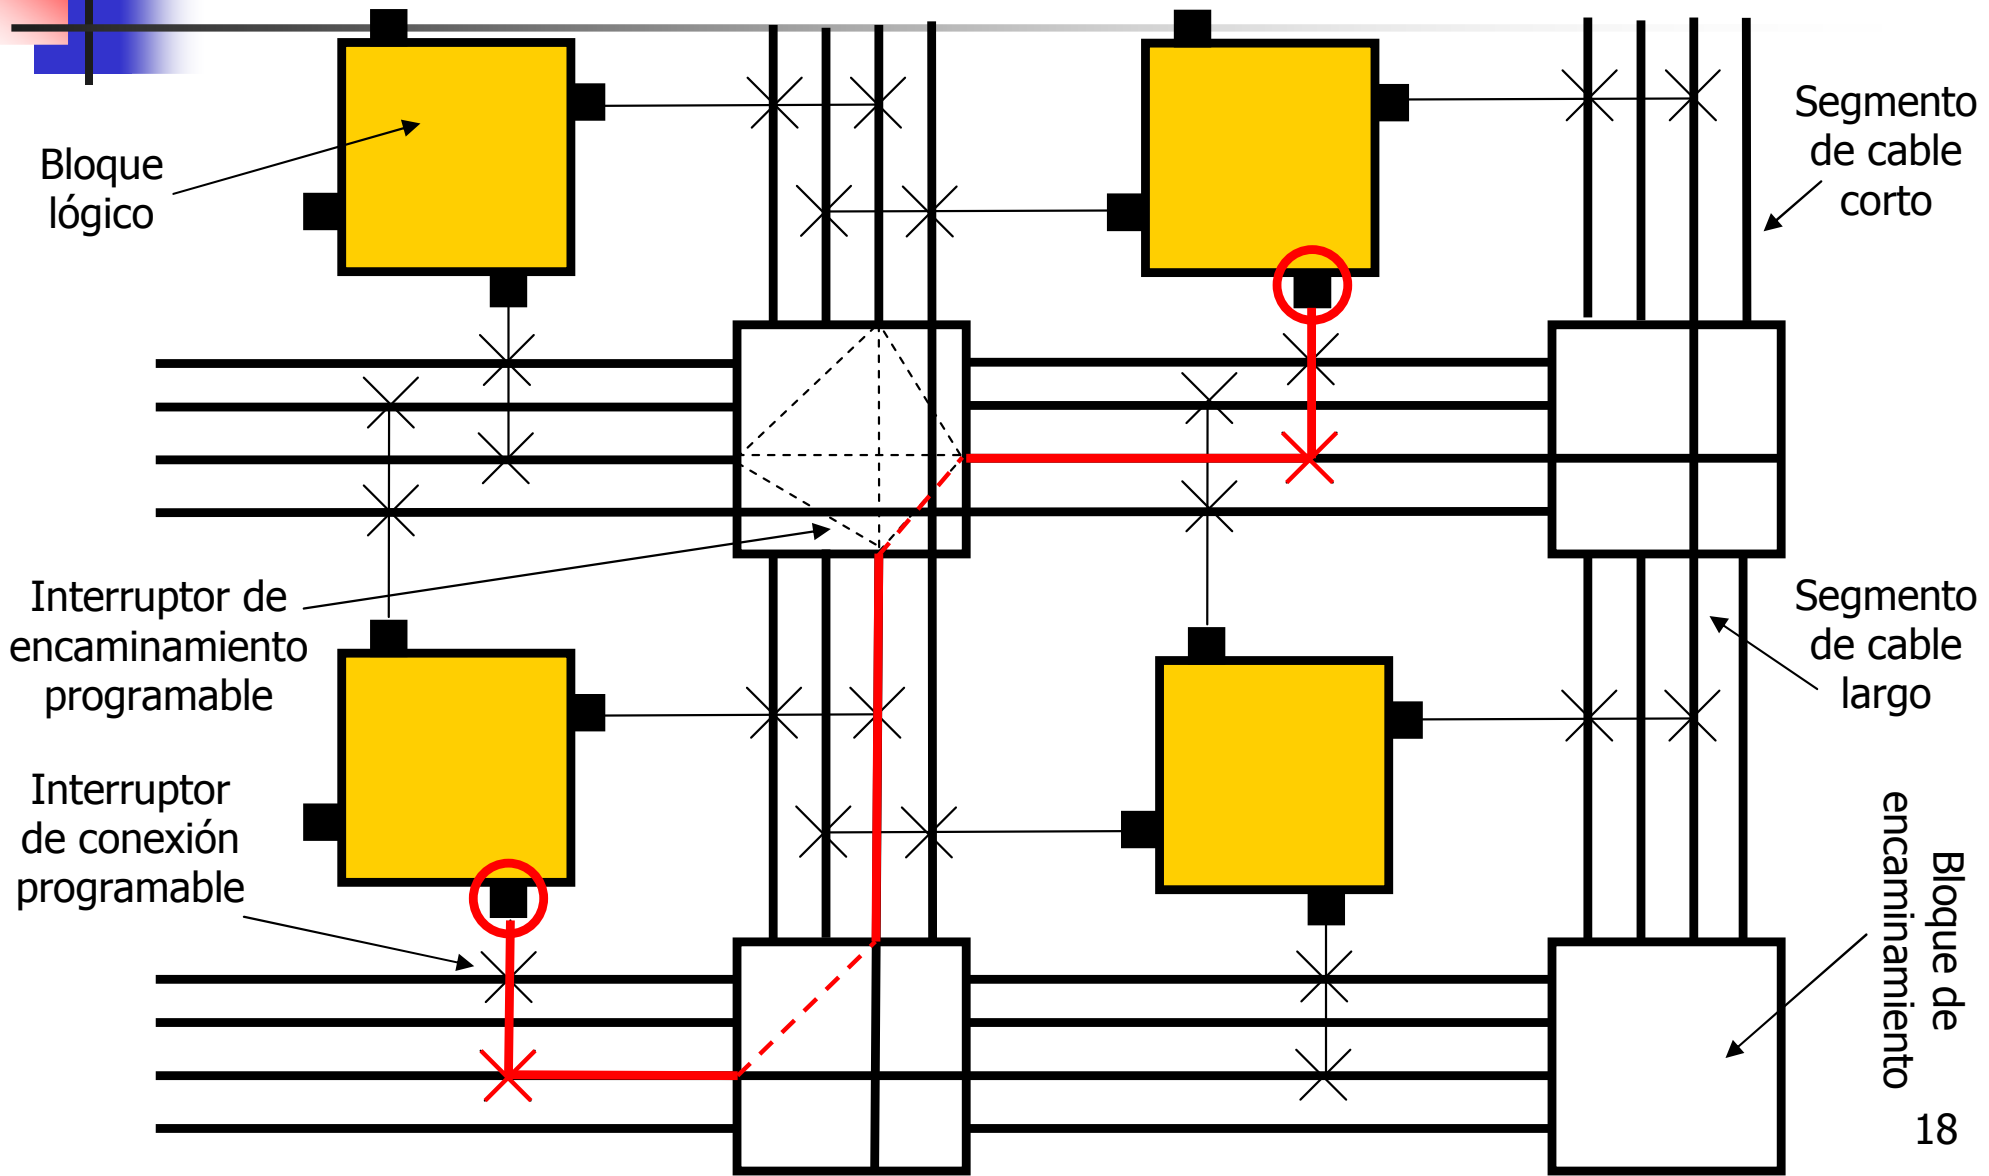 Bloque
lógico
Segmento
de cable
corto
Interruptor de
encaminamiento
programable
Segmento
de cable
largo
Interruptor
de conexión
programable
Bloque de
encaminamiento
18